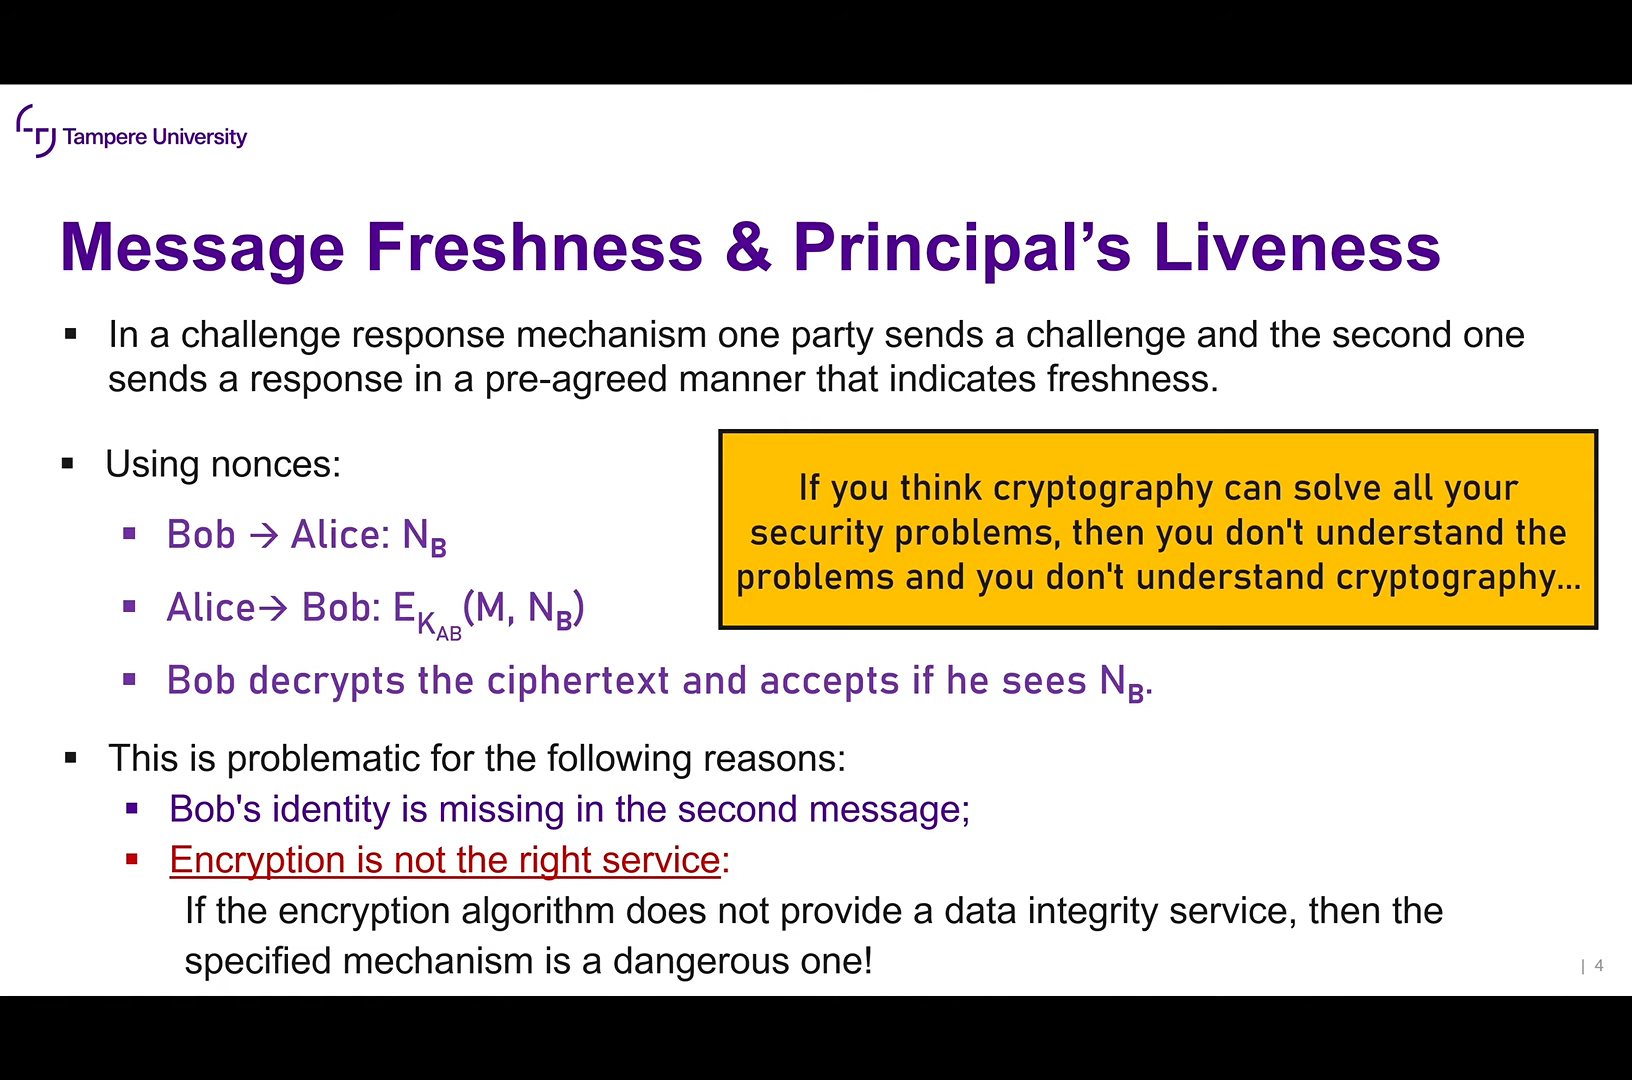 Tampere University
Message Freshness & Principal’s Liveness
▪ In a challenge response mechanism one party sends a challenge and the second one
sends a response in a pre-agreed manner that indicates freshness.
▪ Using nonces:
▪ Bob → Alice: N_B
▪ Alice→ Bob: E_{K_{AB}}(M, N_B)
▪ Bob decrypts the ciphertext and accepts if he sees N_B.
If you think cryptography can solve all your
security problems, then you don't understand the
problems and you don't understand cryptography...
▪ This is problematic for the following reasons:
▪ Bob's identity is missing in the second message;
▪ Encryption is not the right service:
If the encryption algorithm does not provide a data integrity service, then the
specified mechanism is a dangerous one!
| 4